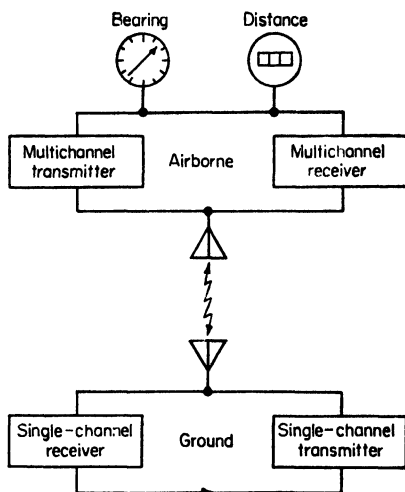 Bearing
Distance
Multichannel
transmitter
Airborne
Multichannel
receiver
Single-channel
receiver
Ground
Single-channel
transmitter